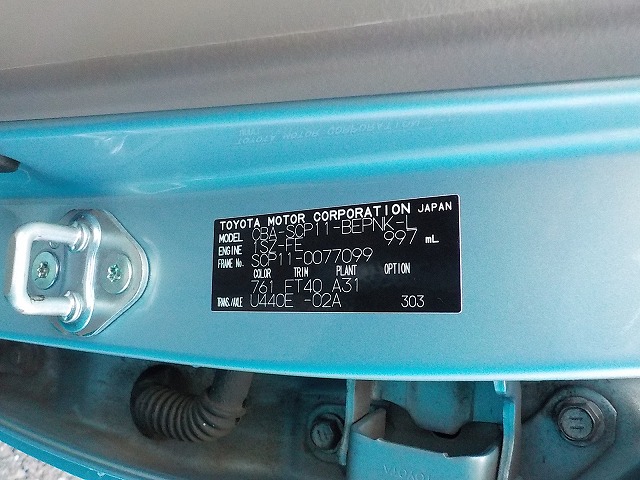 TOYOTA MOTOR CORPORATION JAPAN
MODEL CBA-SCP11-BEPNK-L
ENGINE 1SZ-FE 997 mL
FRAME No. SCP11-0077099
COLOR TRIM PLANT OPTION
761 FT40 A31
TRANS./AXLE U440E -02A 303
TOYOTA